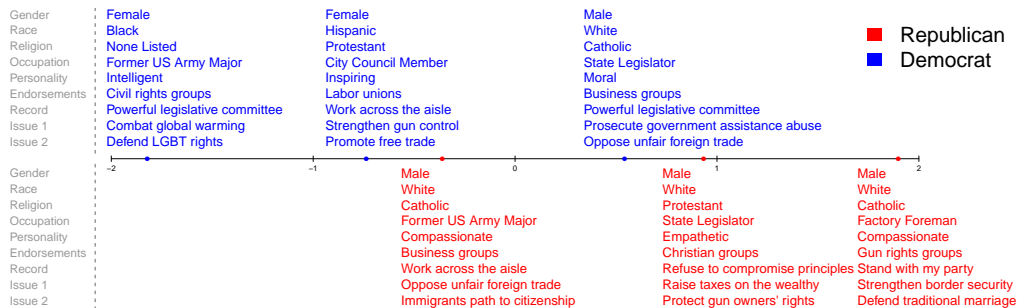 Gender Female Female Male
Race Black Hispanic White
Religion None Listed Protestant Catholic
Occupation Former US Army Major City Council Member State Legislator
Personality Intelligent Inspiring Moral
Endorsements Civil rights groups Labor unions Business groups
Record Powerful legislative committee Work across the aisle Powerful legislative committee
Issue 1 Combat global warming Strengthen gun control Prosecute government assistance abuse
Issue 2 Defend LGBT rights Promote free trade Oppose unfair foreign trade
Republican
Democrat
−2 −1 0 1 2
Gender Male Male Male
Race White White White
Religion Catholic Protestant Catholic
Occupation Former US Army Major State Legislator Factory Foreman
Personality Compassionate Empathetic Compassionate
Endorsements Business groups Christian groups Gun rights groups
Record Work across the aisle Refuse to compromise principles Stand with my party
Issue 1 Oppose unfair foreign trade Raise taxes on the wealthy Strengthen border security
Issue 2 Immigrants path to citizenship Protect gun owners' rights Defend traditional marriage